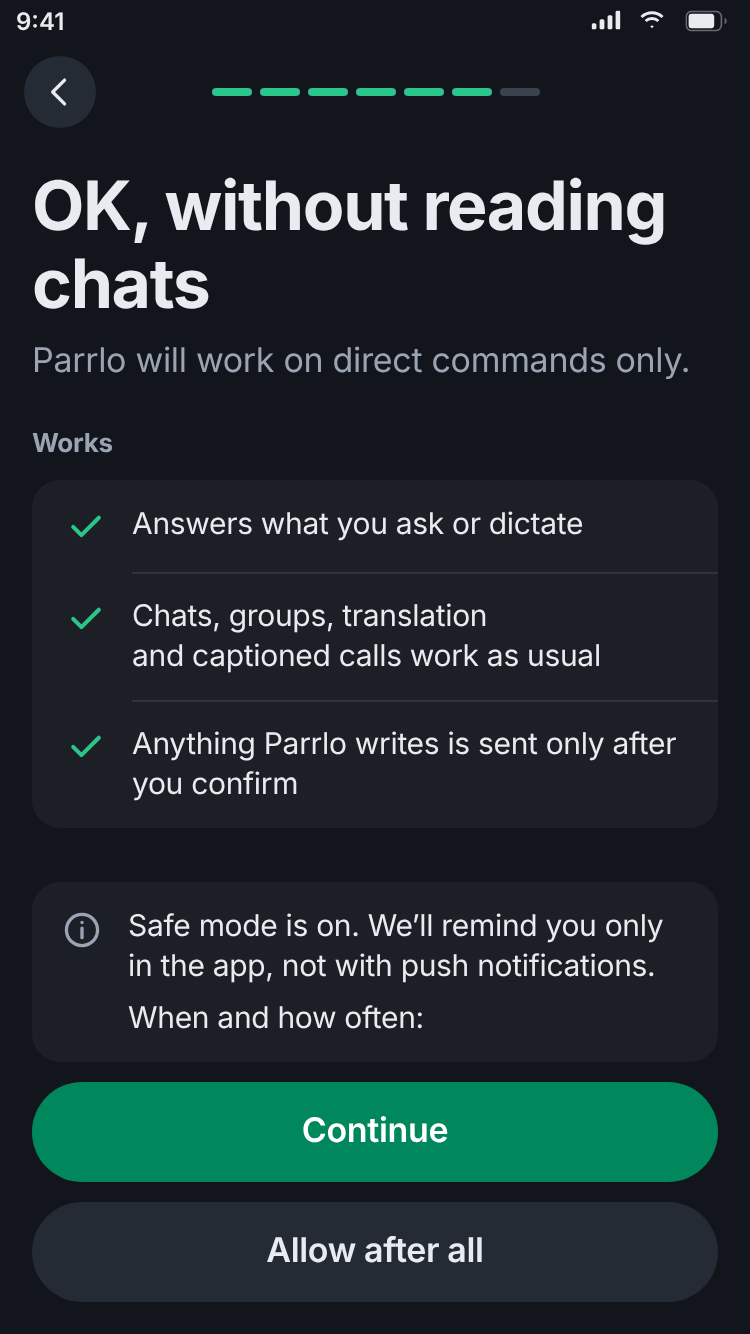 9:41
OK, without reading
chats
Parrlo will work on direct commands only.
Works
Answers what you ask or dictate
Chats, groups, translation
and captioned calls work as usual
Anything Parrlo writes is sent only after
you confirm
Safe mode is on. We’ll remind you only
in the app, not with push notifications.
When and how often:
Continue
Allow after all